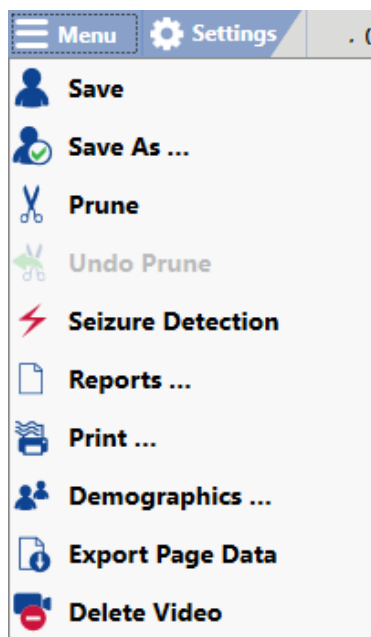 Menu Settings
Save
Save As ...
Prune
Undo Prune
Seizure Detection
Reports ...
Print ...
Demographics ...
Export Page Data
Delete Video